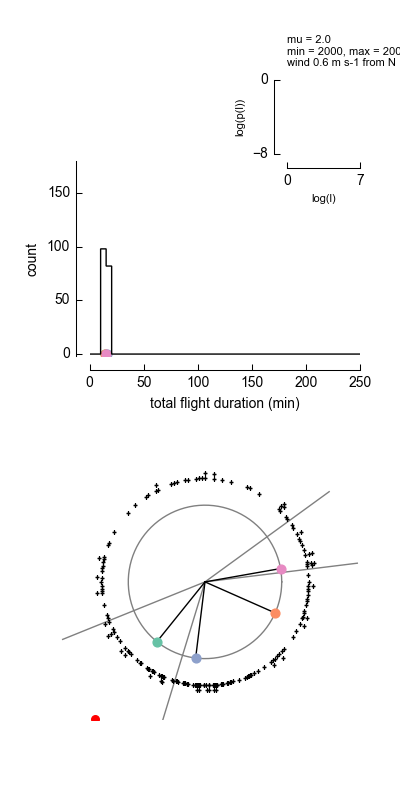 mu = 2.0
min = 2000, max = 200
wind 0.6 m s-1 from N
0
log(p(l))
−8
0 7
log(l)
150
100
count
50
0
0 50 100 150 200 250
total flight duration (min)